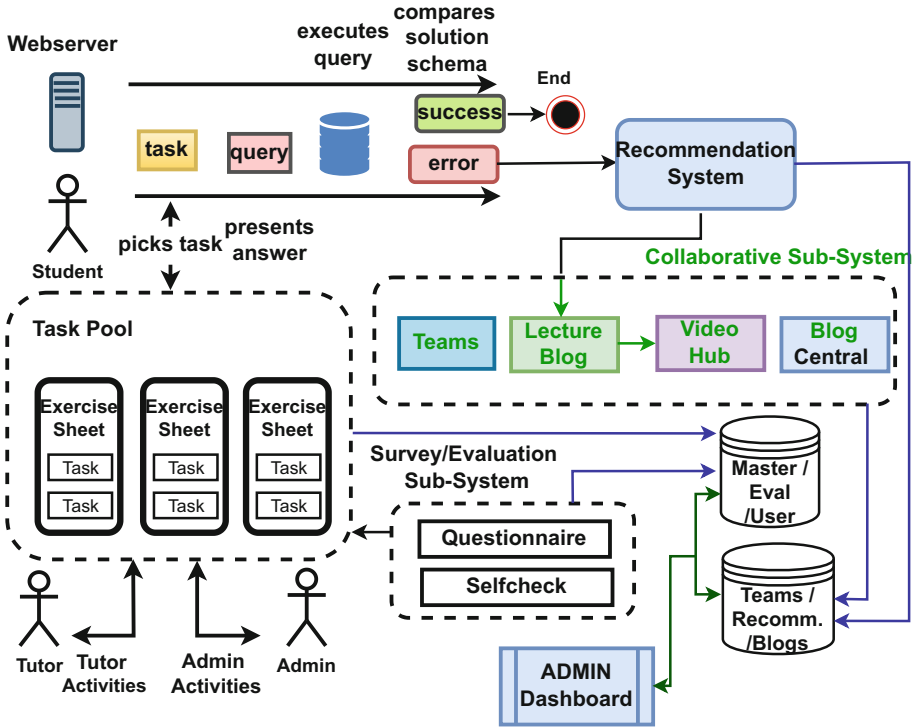 Webserver
executes
query
compares
solution
schema
End
success
task
query
error
Recommendation
System
picks task
presents
answer
Student
Collaborative Sub-System
Task Pool
Teams
Lecture
Blog
Video
Hub
Blog
Central
Exercise
Sheet
Task
Task
Exercise
Sheet
Task
Task
Exercise
Sheet
Task
Task
Survey/Evaluation
Sub-System
Questionnaire
Selfcheck
Master /
Eval
/User
Teams /
Recomm.
/Blogs
Tutor
Tutor
Activities
Admin
Activities
Admin
ADMIN
Dashboard